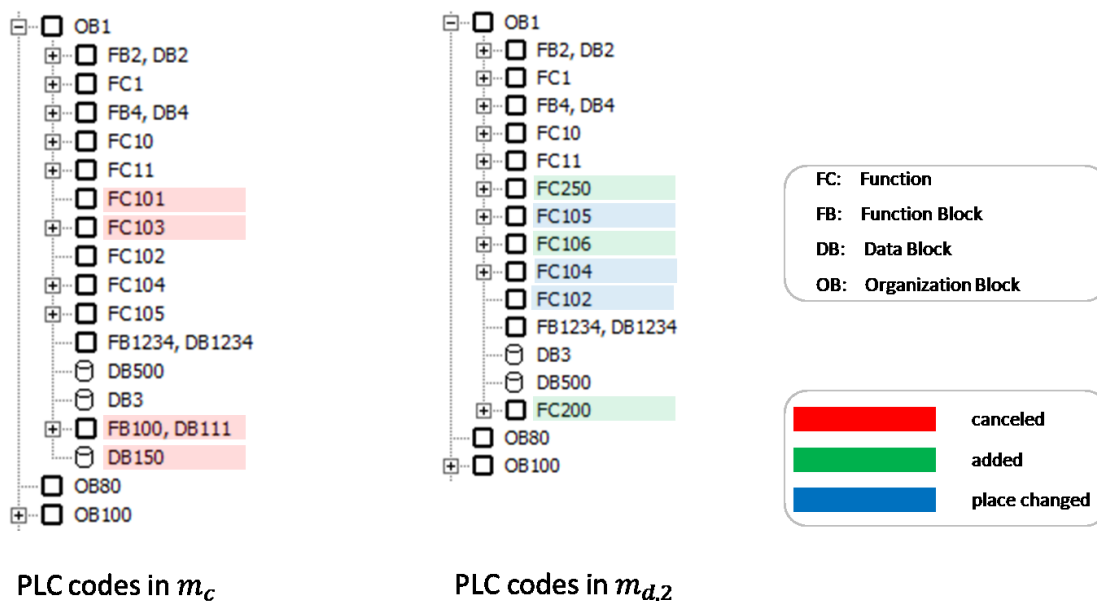 OB1
FB2, DB2
FC1
FB4, DB4
FC10
FC11
FC101
FC103
FC102
FC104
FC105
FB1234, DB1234
DB500
DB3
FB100, DB111
DB150
OB80
OB100
PLC codes in m_c
OB1
FB2, DB2
FC1
FB4, DB4
FC10
FC11
FC250
FC105
FC106
FC104
FC102
FB1234, DB1234
DB3
DB500
FC200
OB80
OB100
PLC codes in m_{d,2}
FC: Function
FB: Function Block
DB: Data Block
OB: Organization Block
canceled
added
place changed